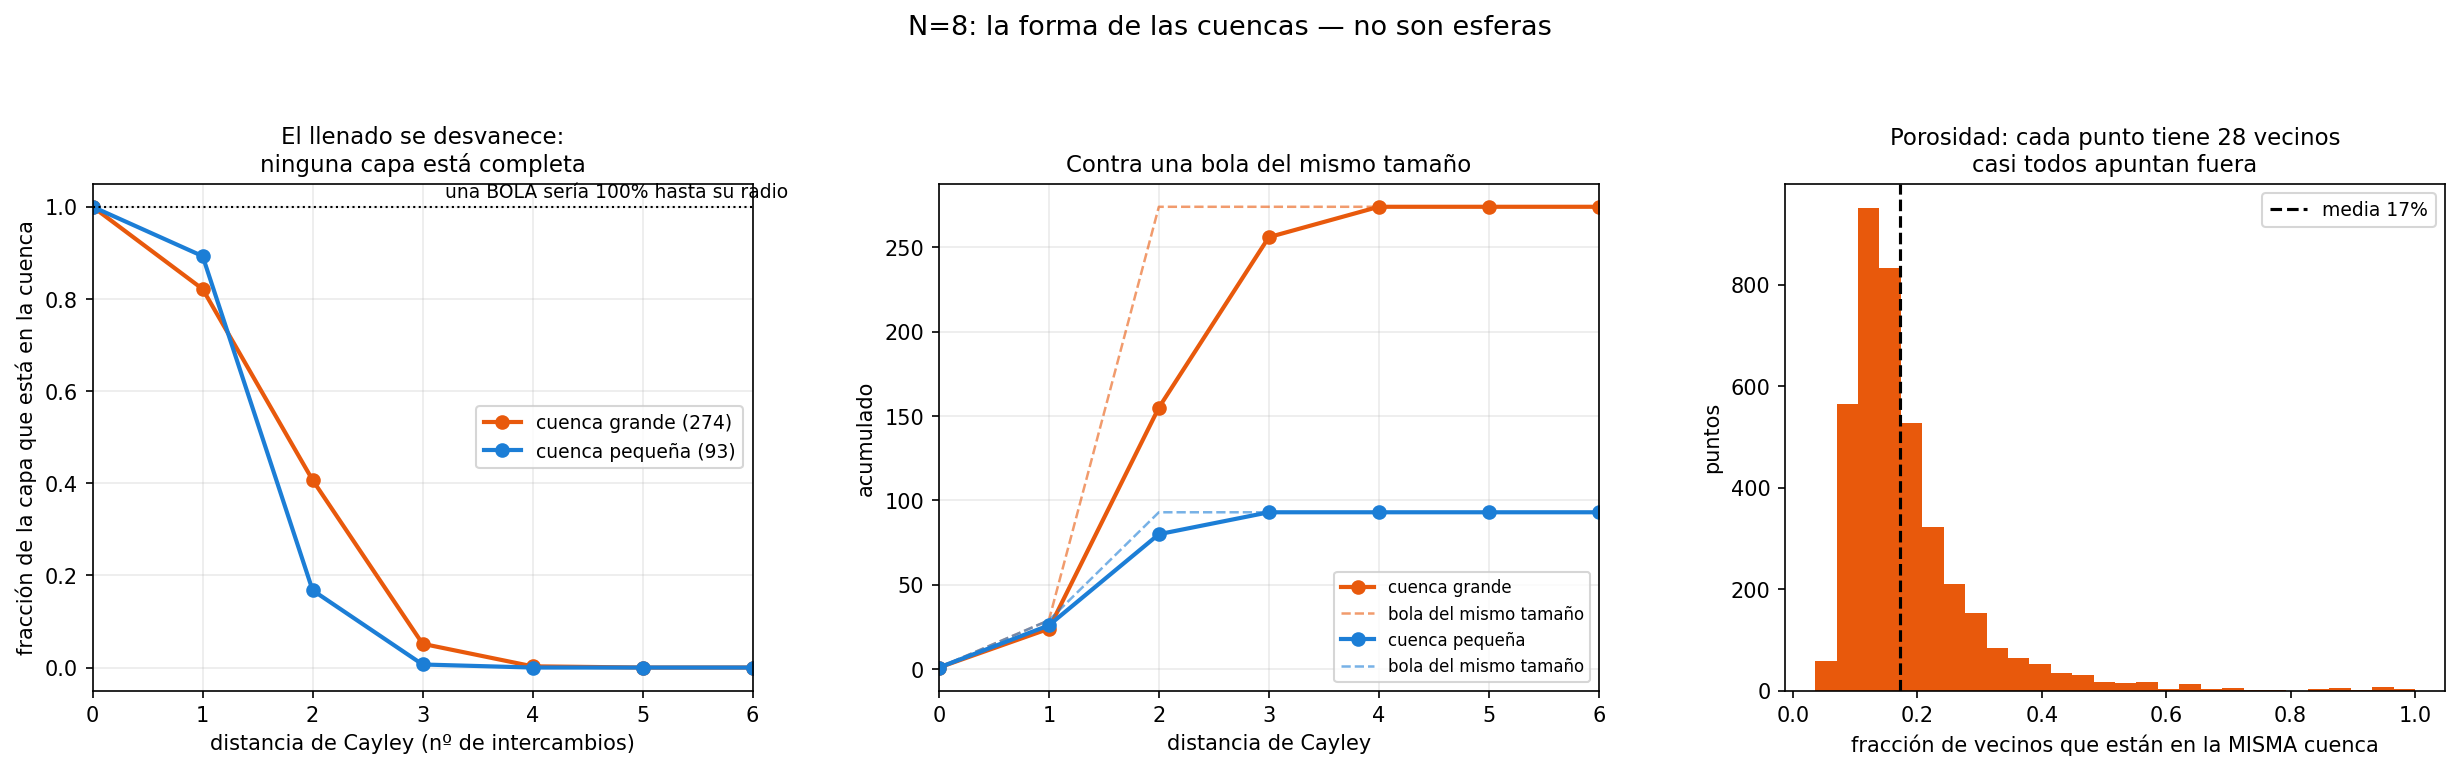 N=8: la forma de las cuencas — no son esferas
El llenado se desvanece:
ninguna capa está completa
una BOLA sería 100% hasta su radio
fracción de la capa que está en la cuenca
1.0
0.8
0.6
0.4
0.2
0.0
cuenca grande (274)
cuenca pequeña (93)
0 1 2 3 4 5 6
distancia de Cayley (nº de intercambios)
Contra una bola del mismo tamaño
acumulado
250
200
150
100
50
0
cuenca grande
bola del mismo tamaño
cuenca pequeña
bola del mismo tamaño
0 1 2 3 4 5 6
distancia de Cayley
Porosidad: cada punto tiene 28 vecinos
casi todos apuntan fuera
media 17%
puntos
800
600
400
200
0
0.0 0.2 0.4 0.6 0.8 1.0
fracción de vecinos que están en la MISMA cuenca